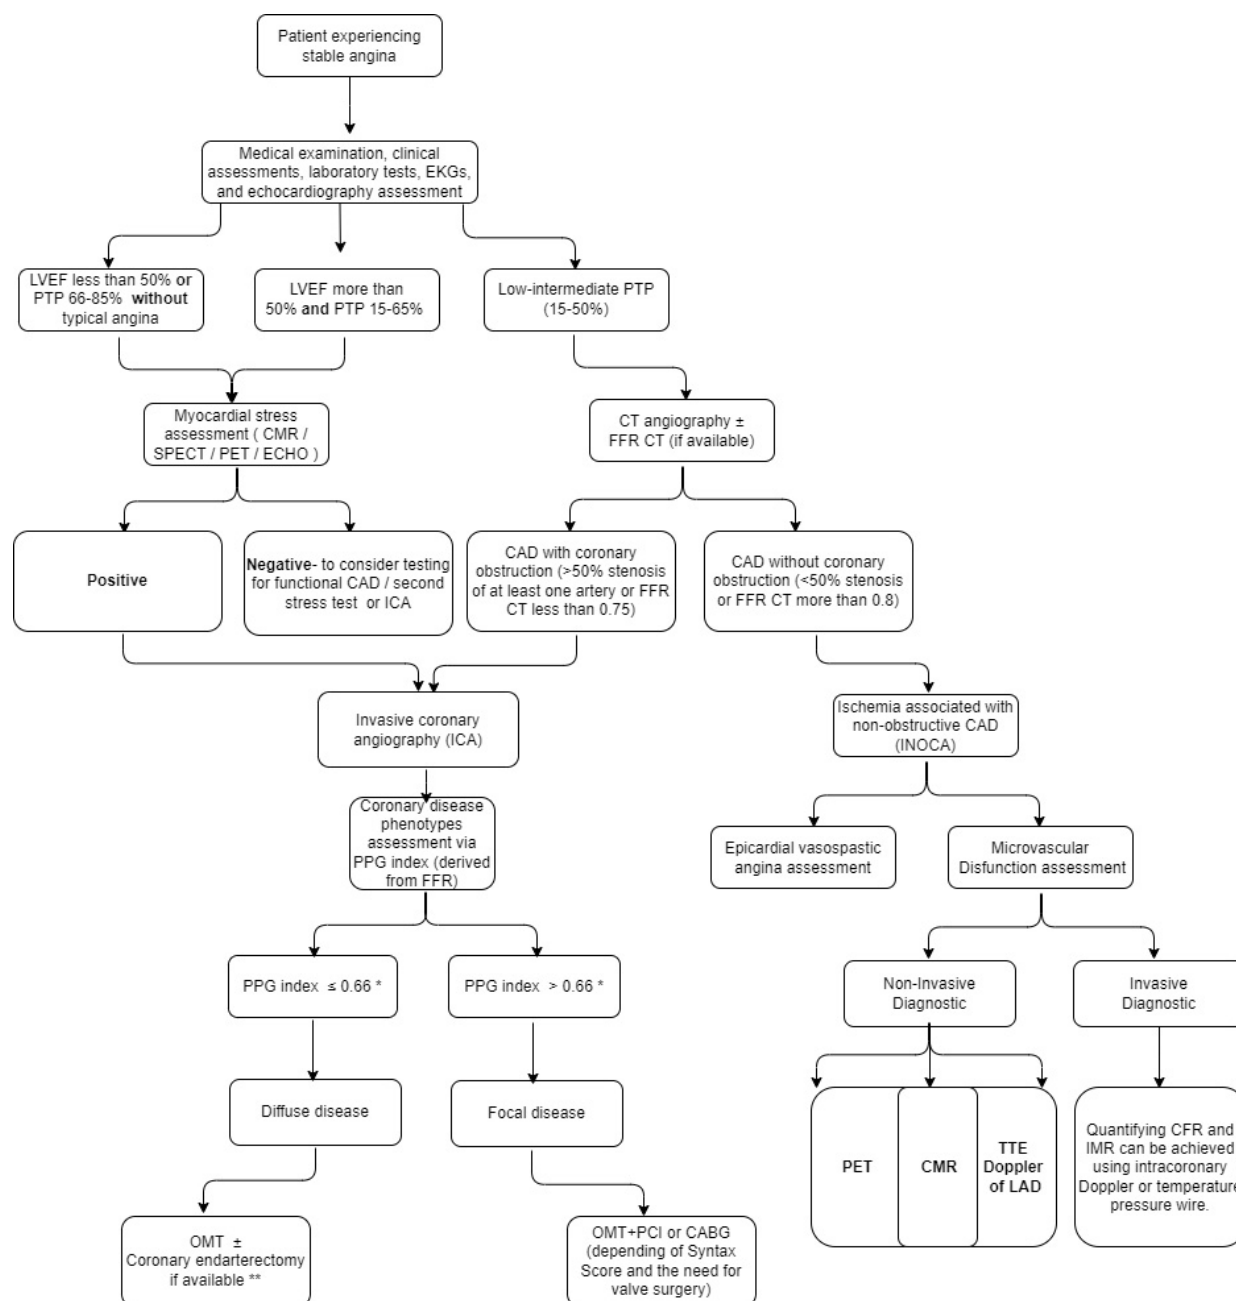 Patient experiencing
stable angina
Medical examination, clinical
assessments, laboratory tests, EKGs,
and echocardiography assessment
LVEF less than 50% or
PTP 66-85% without
typical angina
LVEF more than
50% and PTP 15-65%
Low-intermediate PTP
(15-50%)
Myocardial stress
assessment ( CMR /
SPECT / PET / ECHO )
CT angiography ±
FFR CT (if available)
Positive
Negative- to consider testing
for functional CAD / second
stress test or ICA
CAD with coronary
obstruction (>50% stenosis
of at least one artery or FFR
CT less than 0.75)
CAD without coronary
obstruction (<50% stenosis
or FFR CT more than 0.8)
Invasive coronary
angiography (ICA)
Ischemia associated with
non-obstructive CAD
(INOCA)
Coronary disease
phenotypes
assessment via
PPG index (derived
from FFR)
Epicardial vasospastic
angina assessment
Microvascular
Disfunction assessment
PPG index ≤ 0.66 *
PPG index > 0.66 *
Non-Invasive
Diagnostic
Invasive
Diagnostic
Diffuse disease
Focal disease
PET
CMR
TTE
Doppler
of LAD
Quantifying CFR and
IMR can be achieved
using intracoronary
Doppler or temperature
pressure wire.
OMT ±
Coronary endarterectomy
if available **
OMT+PCI or CABG
(depending of Syntax
Score and the need for
valve surgery)